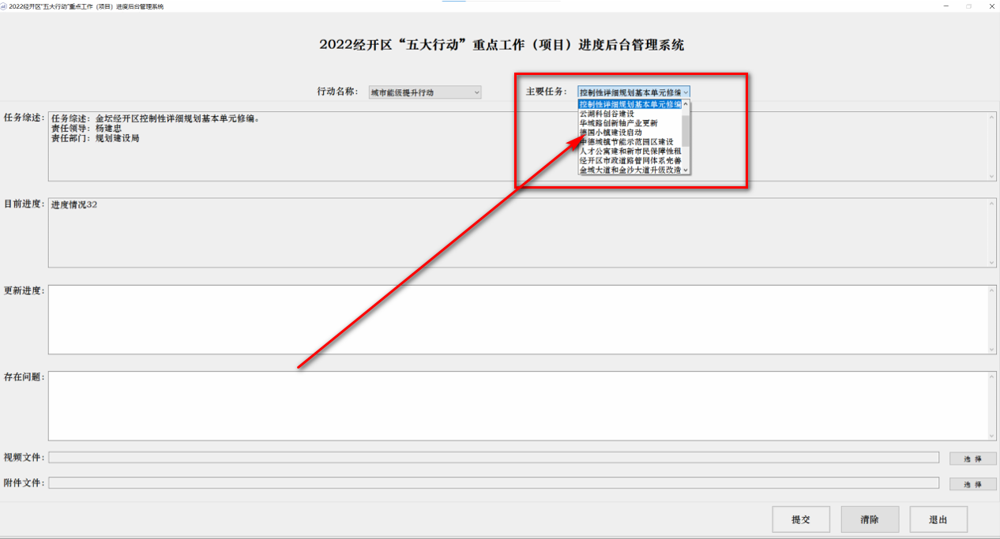 2022经开区“五大行动”重点工作（项目）进度后台管理系统
2022经开区“五大行动”重点工作（项目）进度后台管理系统
行动名称： 城市能级提升行动 主要任务： 控制性详细规划基本单元修编
控制性详细规划基本单元修编
云湖科创谷建设
华城路创新轴产业更新
德国小镇建设启动
中德城镇节能示范园区建设
人才公寓建和新市民保障性租
经开区市政道路管网体系完善
金城大道和金沙大道升级改造
任务综述： 任务综述：金坛经开区控制性详细规划基本单元修编。
责任领导：杨建忠
责任部门：规划建设局
目前进度： 进度情况32
更新进度：
存在问题：
视频文件： 选 择
附件文件： 选 择
提交 清除 退出